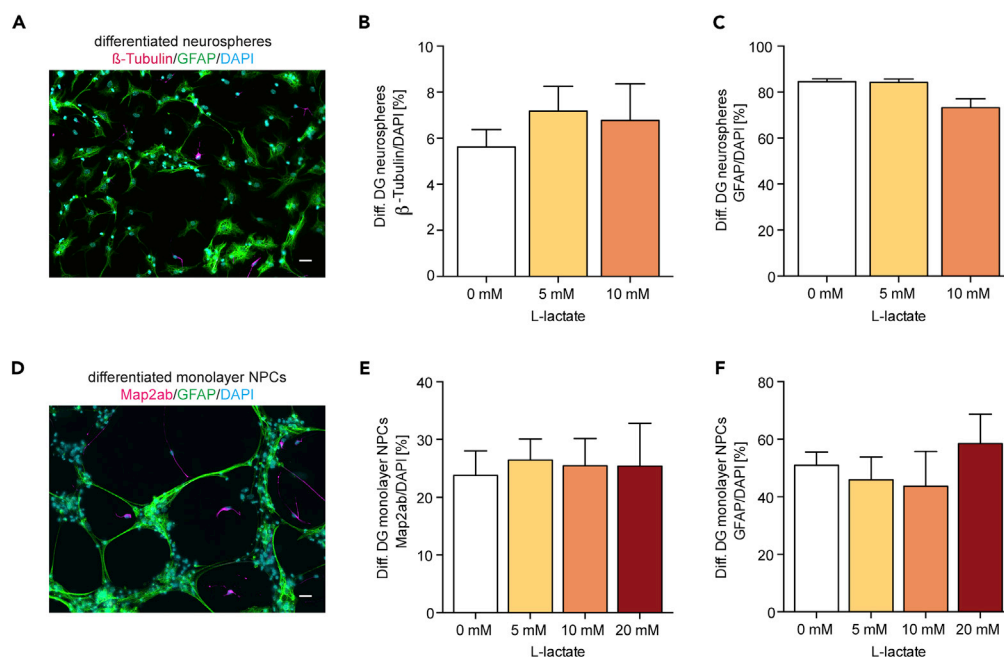 A
differentiated neurospheres
ß-Tubulin/GFAP/DAPI
B
Diff. DG neurospheres
β -Tubulin/DAPI [%]
10
8
6
4
2
0
0 mM 5 mM 10 mM
L-lactate
C
Diff. DG neurospheres
GFAP/DAPI [%]
100
80
60
40
20
0
0 mM 5 mM 10 mM
L-lactate
D
differentiated monolayer NPCs
Map2ab/GFAP/DAPI
E
Diff. DG monolayer NPCs
Map2ab/DAPI [%]
40
30
20
10
0
0 mM 5 mM 10 mM 20 mM
L-lactate
F
Diff. DG monolayer NPCs
GFAP/DAPI [%]
80
60
40
20
0
0 mM 5 mM 10 mM 20 mM
L-lactate